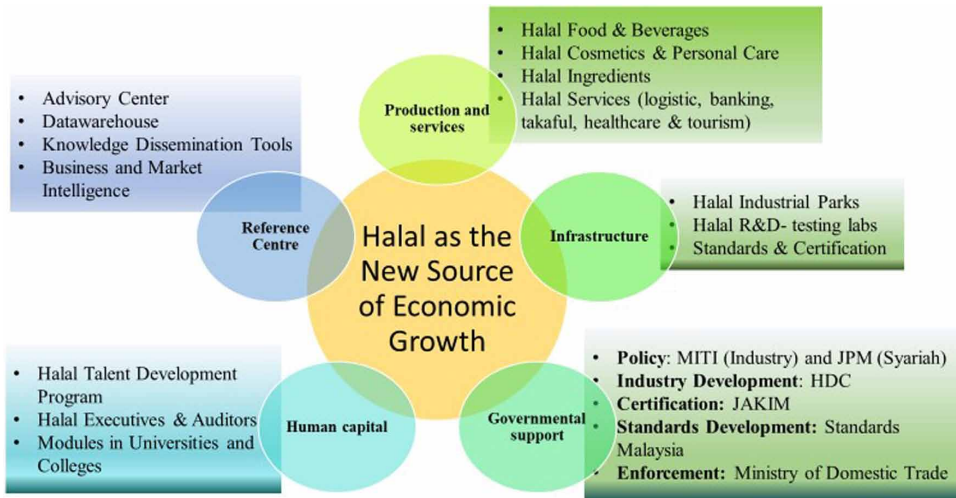 Halal as the
New Source
of Economic
Growth
Production and
services
• Halal Food & Beverages
• Halal Cosmetics & Personal Care
• Halal Ingredients
• Halal Services (logistic, banking,
takaful, healthcare & tourism)
Infrastructure
• Halal Industrial Parks
• Halal R&D- testing labs
• Standards & Certification
Governmental
support
• Policy: MITI (Industry) and JPM (Syariah)
• Industry Development: HDC
• Certification: JAKIM
• Standards Development: Standards
Malaysia
• Enforcement: Ministry of Domestic Trade
Human capital
• Halal Talent Development
Program
• Halal Executives & Auditors
• Modules in Universities and
Colleges
Reference
Centre
• Advisory Center
• Datawarehouse
• Knowledge Dissemination Tools
• Business and Market
Intelligence